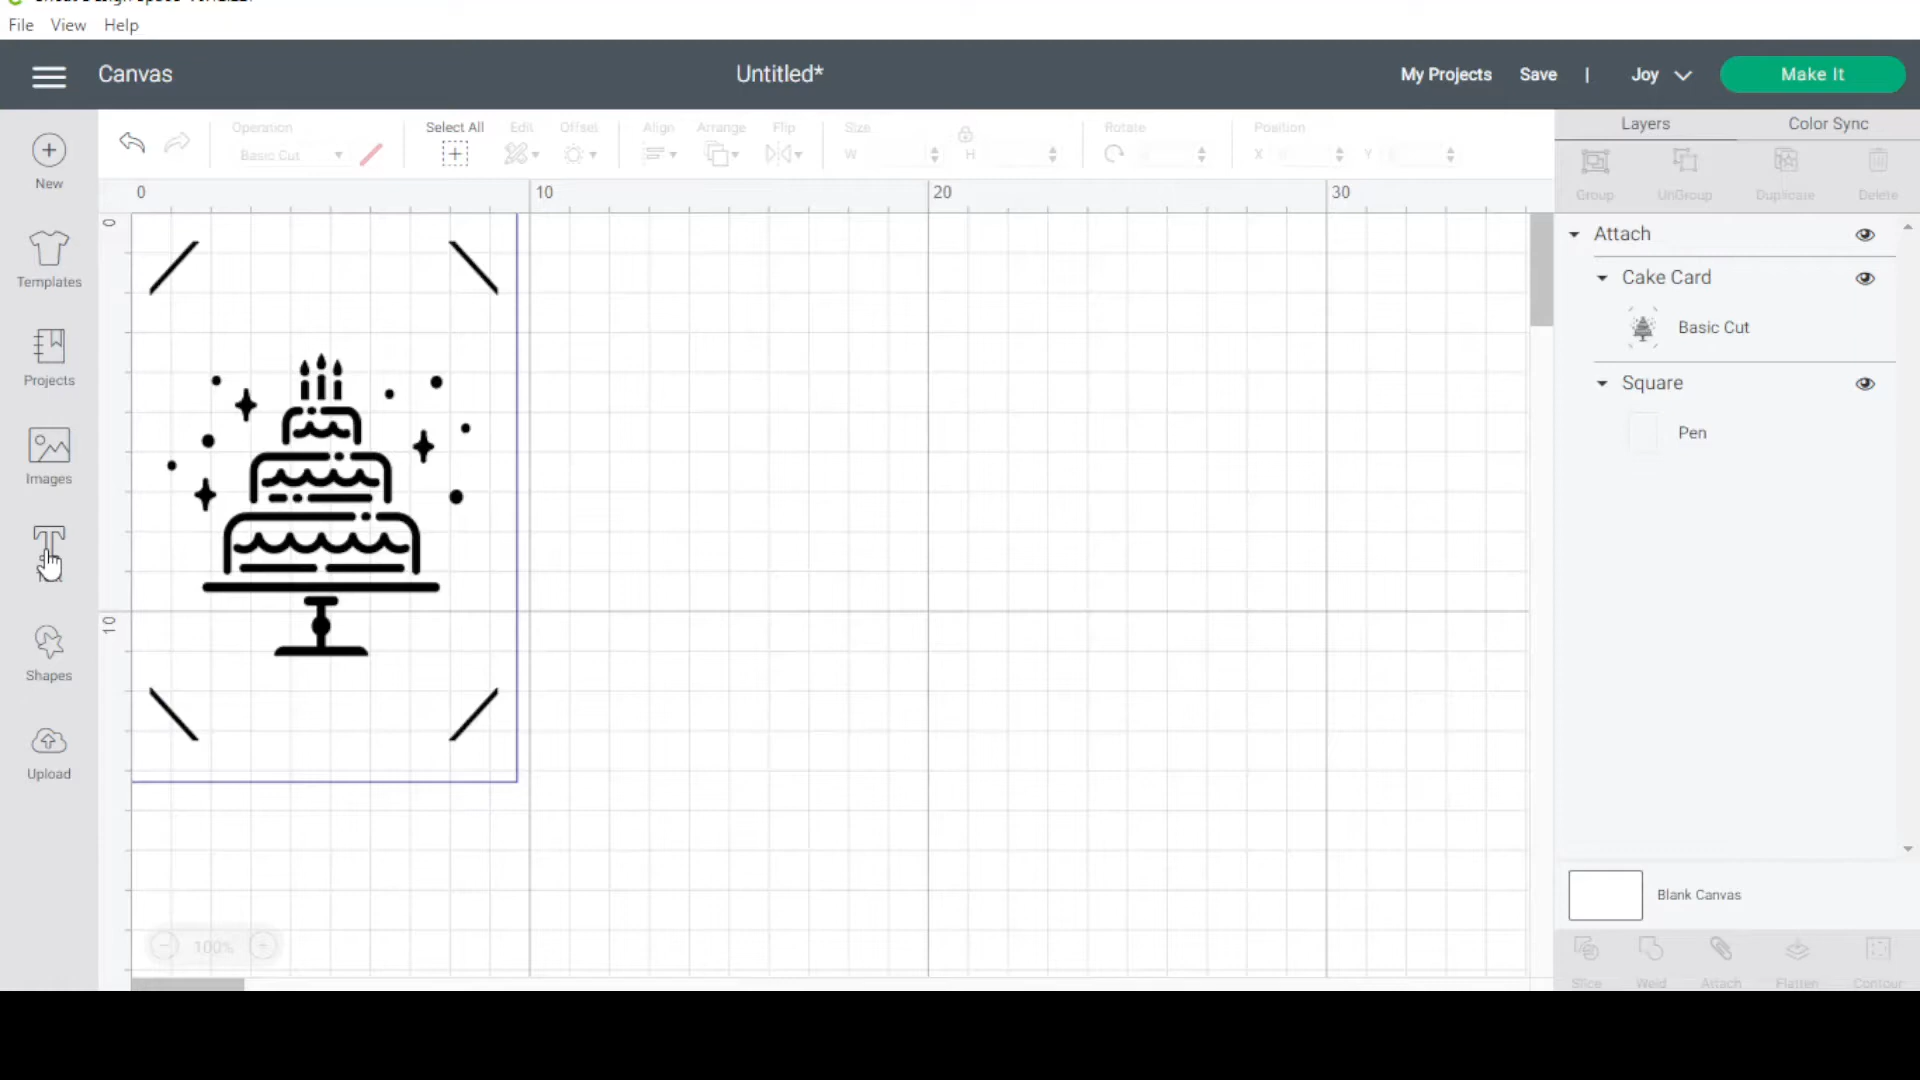 File View Help
Canvas
Untitled*
My Projects Save | Joy
Make It
New
Templates
Projects
Images
Shapes
Upload
Operation
Basic Cut
Select All
Edit
Offset
Align
Arrange
Flip
Size
W
H
Rotate
Position
X
Y
0
10
20
30
0
10
100%
Layers
Color Sync
Group
UnGroup
Duplicate
Delete
Attach
Cake Card
Basic Cut
Square
Pen
Blank Canvas
Slice
Weld
Attach
Flatten
Contour